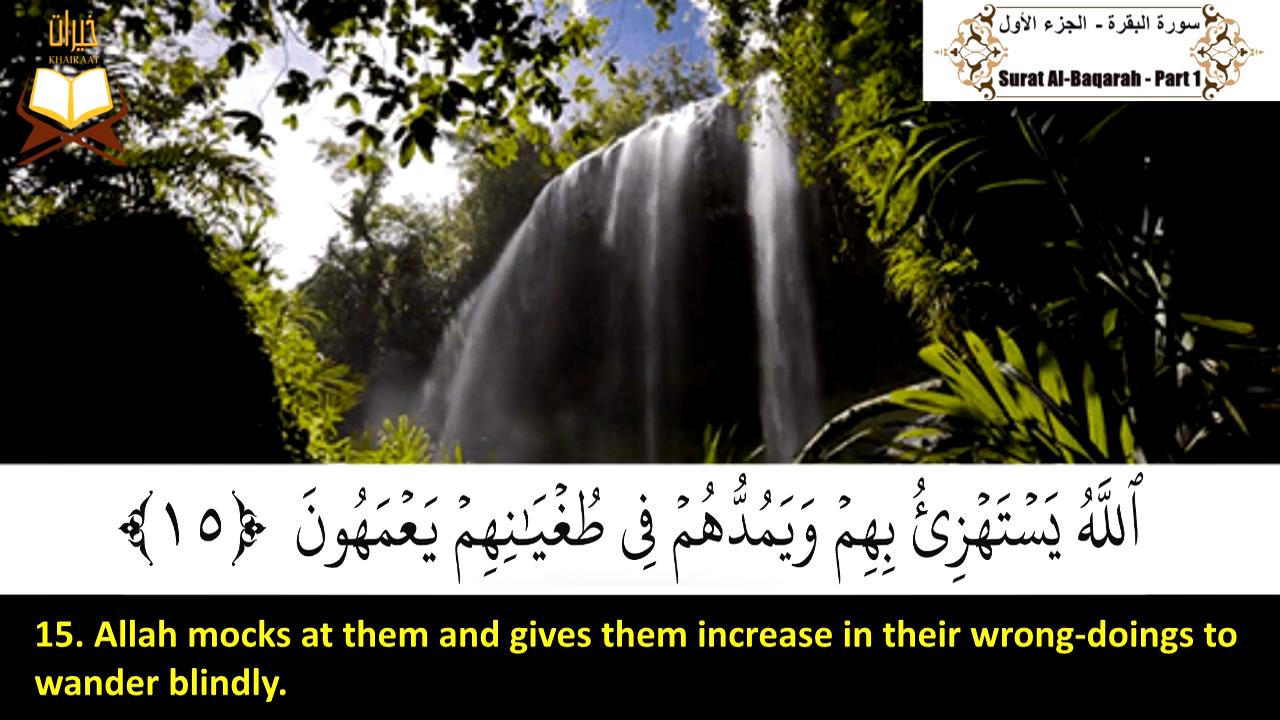 خيرات
KHAIRAAT
سورة البقرة - الجزء الأول
Surat Al-Baqarah - Part 1
ٱللَّهُ يَسۡتَهۡزِئُ بِهِمۡ وَيَمُدُّهُمۡ فِي طُغۡيَٰنِهِمۡ يَعۡمَهُونَ ﴿١٥﴾
15. Allah mocks at them and gives them increase in their wrong-doings to
wander blindly.